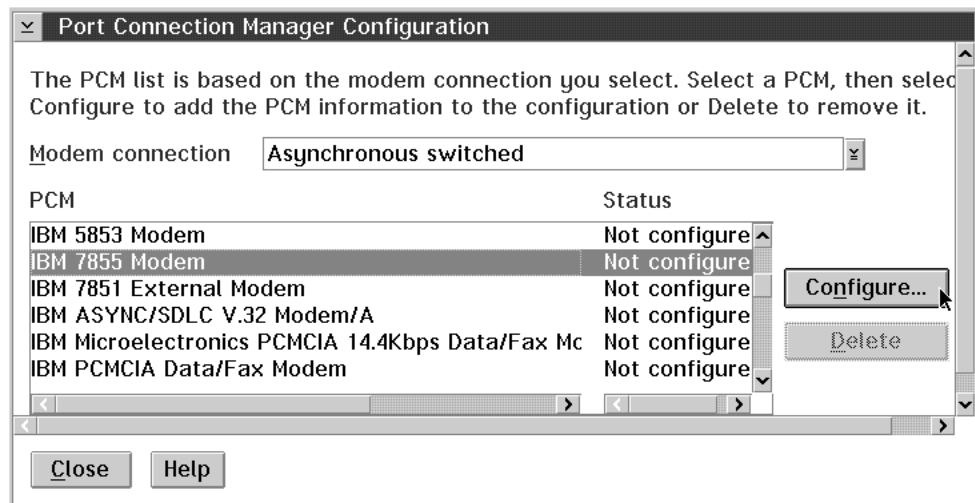 Port Connection Manager Configuration
The PCM list is based on the modem connection you select. Select a PCM, then selec
Configure to add the PCM information to the configuration or Delete to remove it.
Modem connection Asynchronous switched
PCM Status
IBM 5853 Modem Not configure
IBM 7855 Modem Not configure
IBM 7851 External Modem Not configure
Configure...
IBM ASYNC/SDLC V.32 Modem/A Not configure
IBM Microelectronics PCMCIA 14.4Kbps Data/Fax Mc Not configure
Delete
IBM PCMCIA Data/Fax Modem Not configure
Close Help